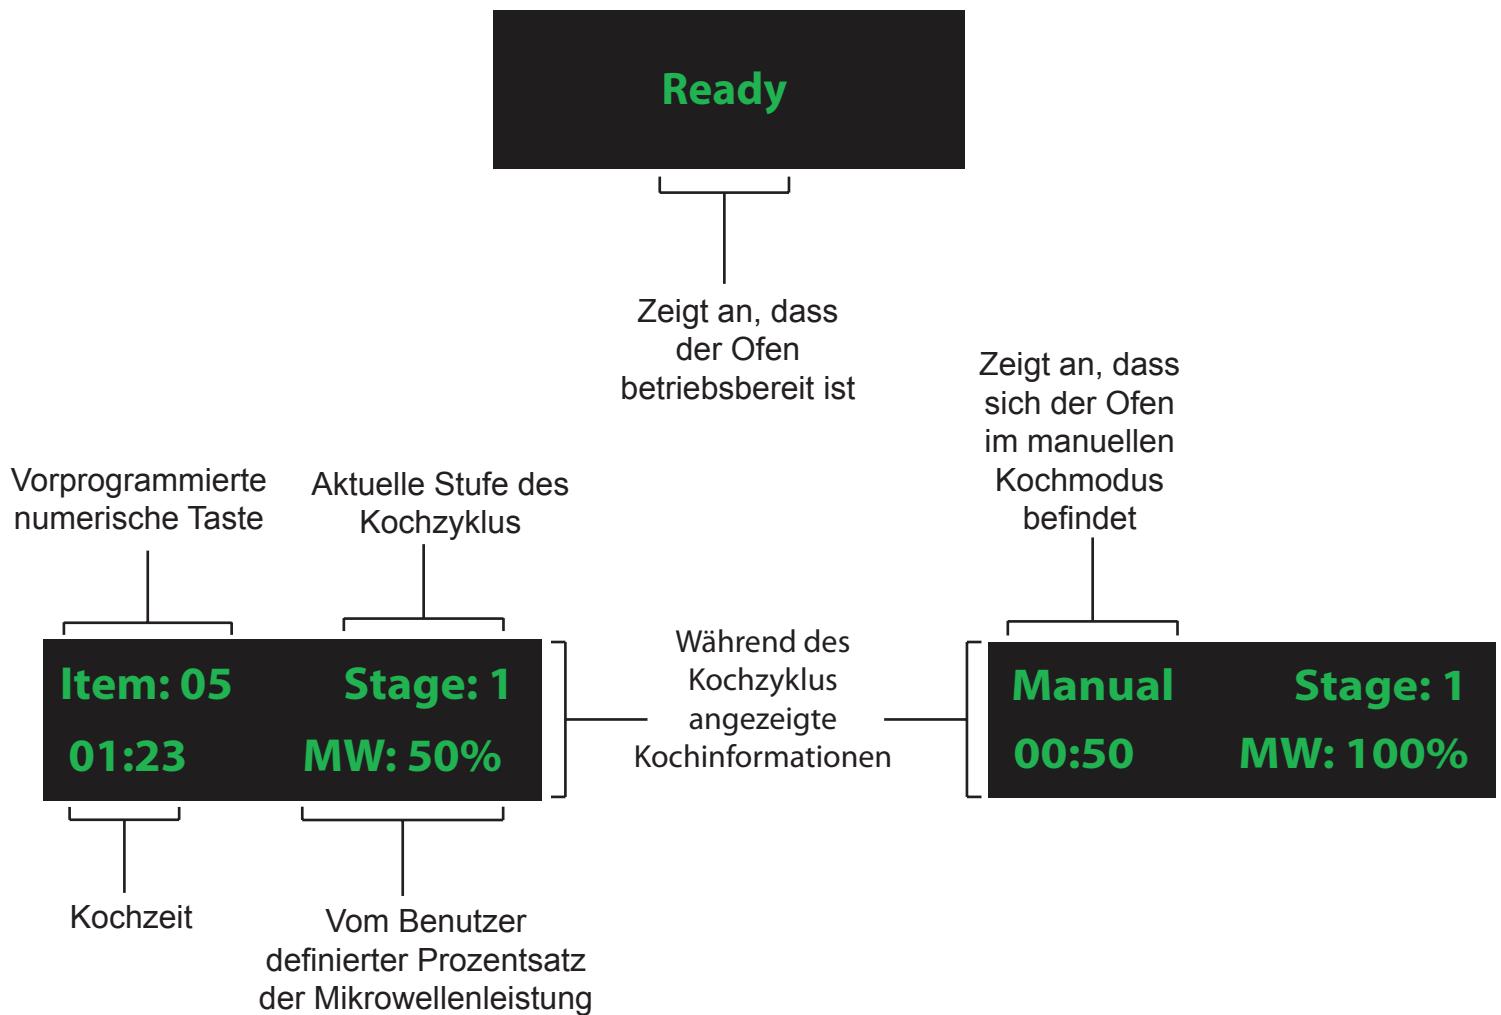 Ready
Zeigt an, dass
der Ofen
betriebsbereit ist
Zeigt an, dass
sich der Ofen
im manuellen
Kochmodus
befindet
Vorprogrammierte
numerische Taste
Aktuelle Stufe des
Kochzyklus
Item: 05 Stage: 1
01:23 MW: 50%
Während des
Kochzyklus
angezeigte
Kochinformationen
Manual Stage: 1
00:50 MW: 100%
Kochzeit
Vom Benutzer
definierter Prozentsatz
der Mikrowellenleistung